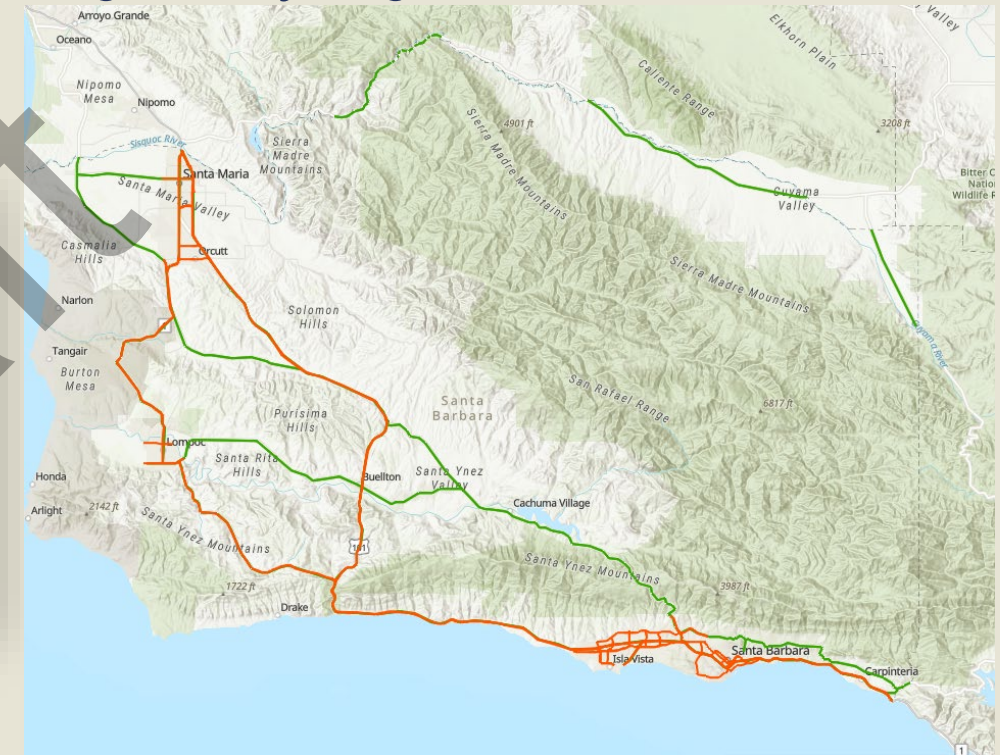 Arroyo Grande
Oceano
Nipomo
Mesa
Nipomo
Elkhorn Plain
Valley
Caliente Range
4901 ft
3208 ft
Sisquoc River
Sierra
Madre
Mountains
Sierra Madre Mountains
Santa Maria
Santa Maria Valley
Cuyama
Valley
Bitter C
Natio
Wildlife R
Casmalia
Hills
Orcutt
Sierra Madre Mountains
Narlon
Solomon
Hills
Cuyama River
Tangair
Burton
Mesa
San Rafael Range
6817 ft
Santa
Barbara
Purisima
Hills
Lompoc
Santa Rita
Hills
Buellton
Santa Ynez
Valley
Honda
Arlight
2142 ft
Cachuma Village
Santa Ynez Mountains
101
Santa Ynez Mountains
1722 ft
3987 ft
Drake
Isla Vista
Santa Barbara
Carpinteria
1